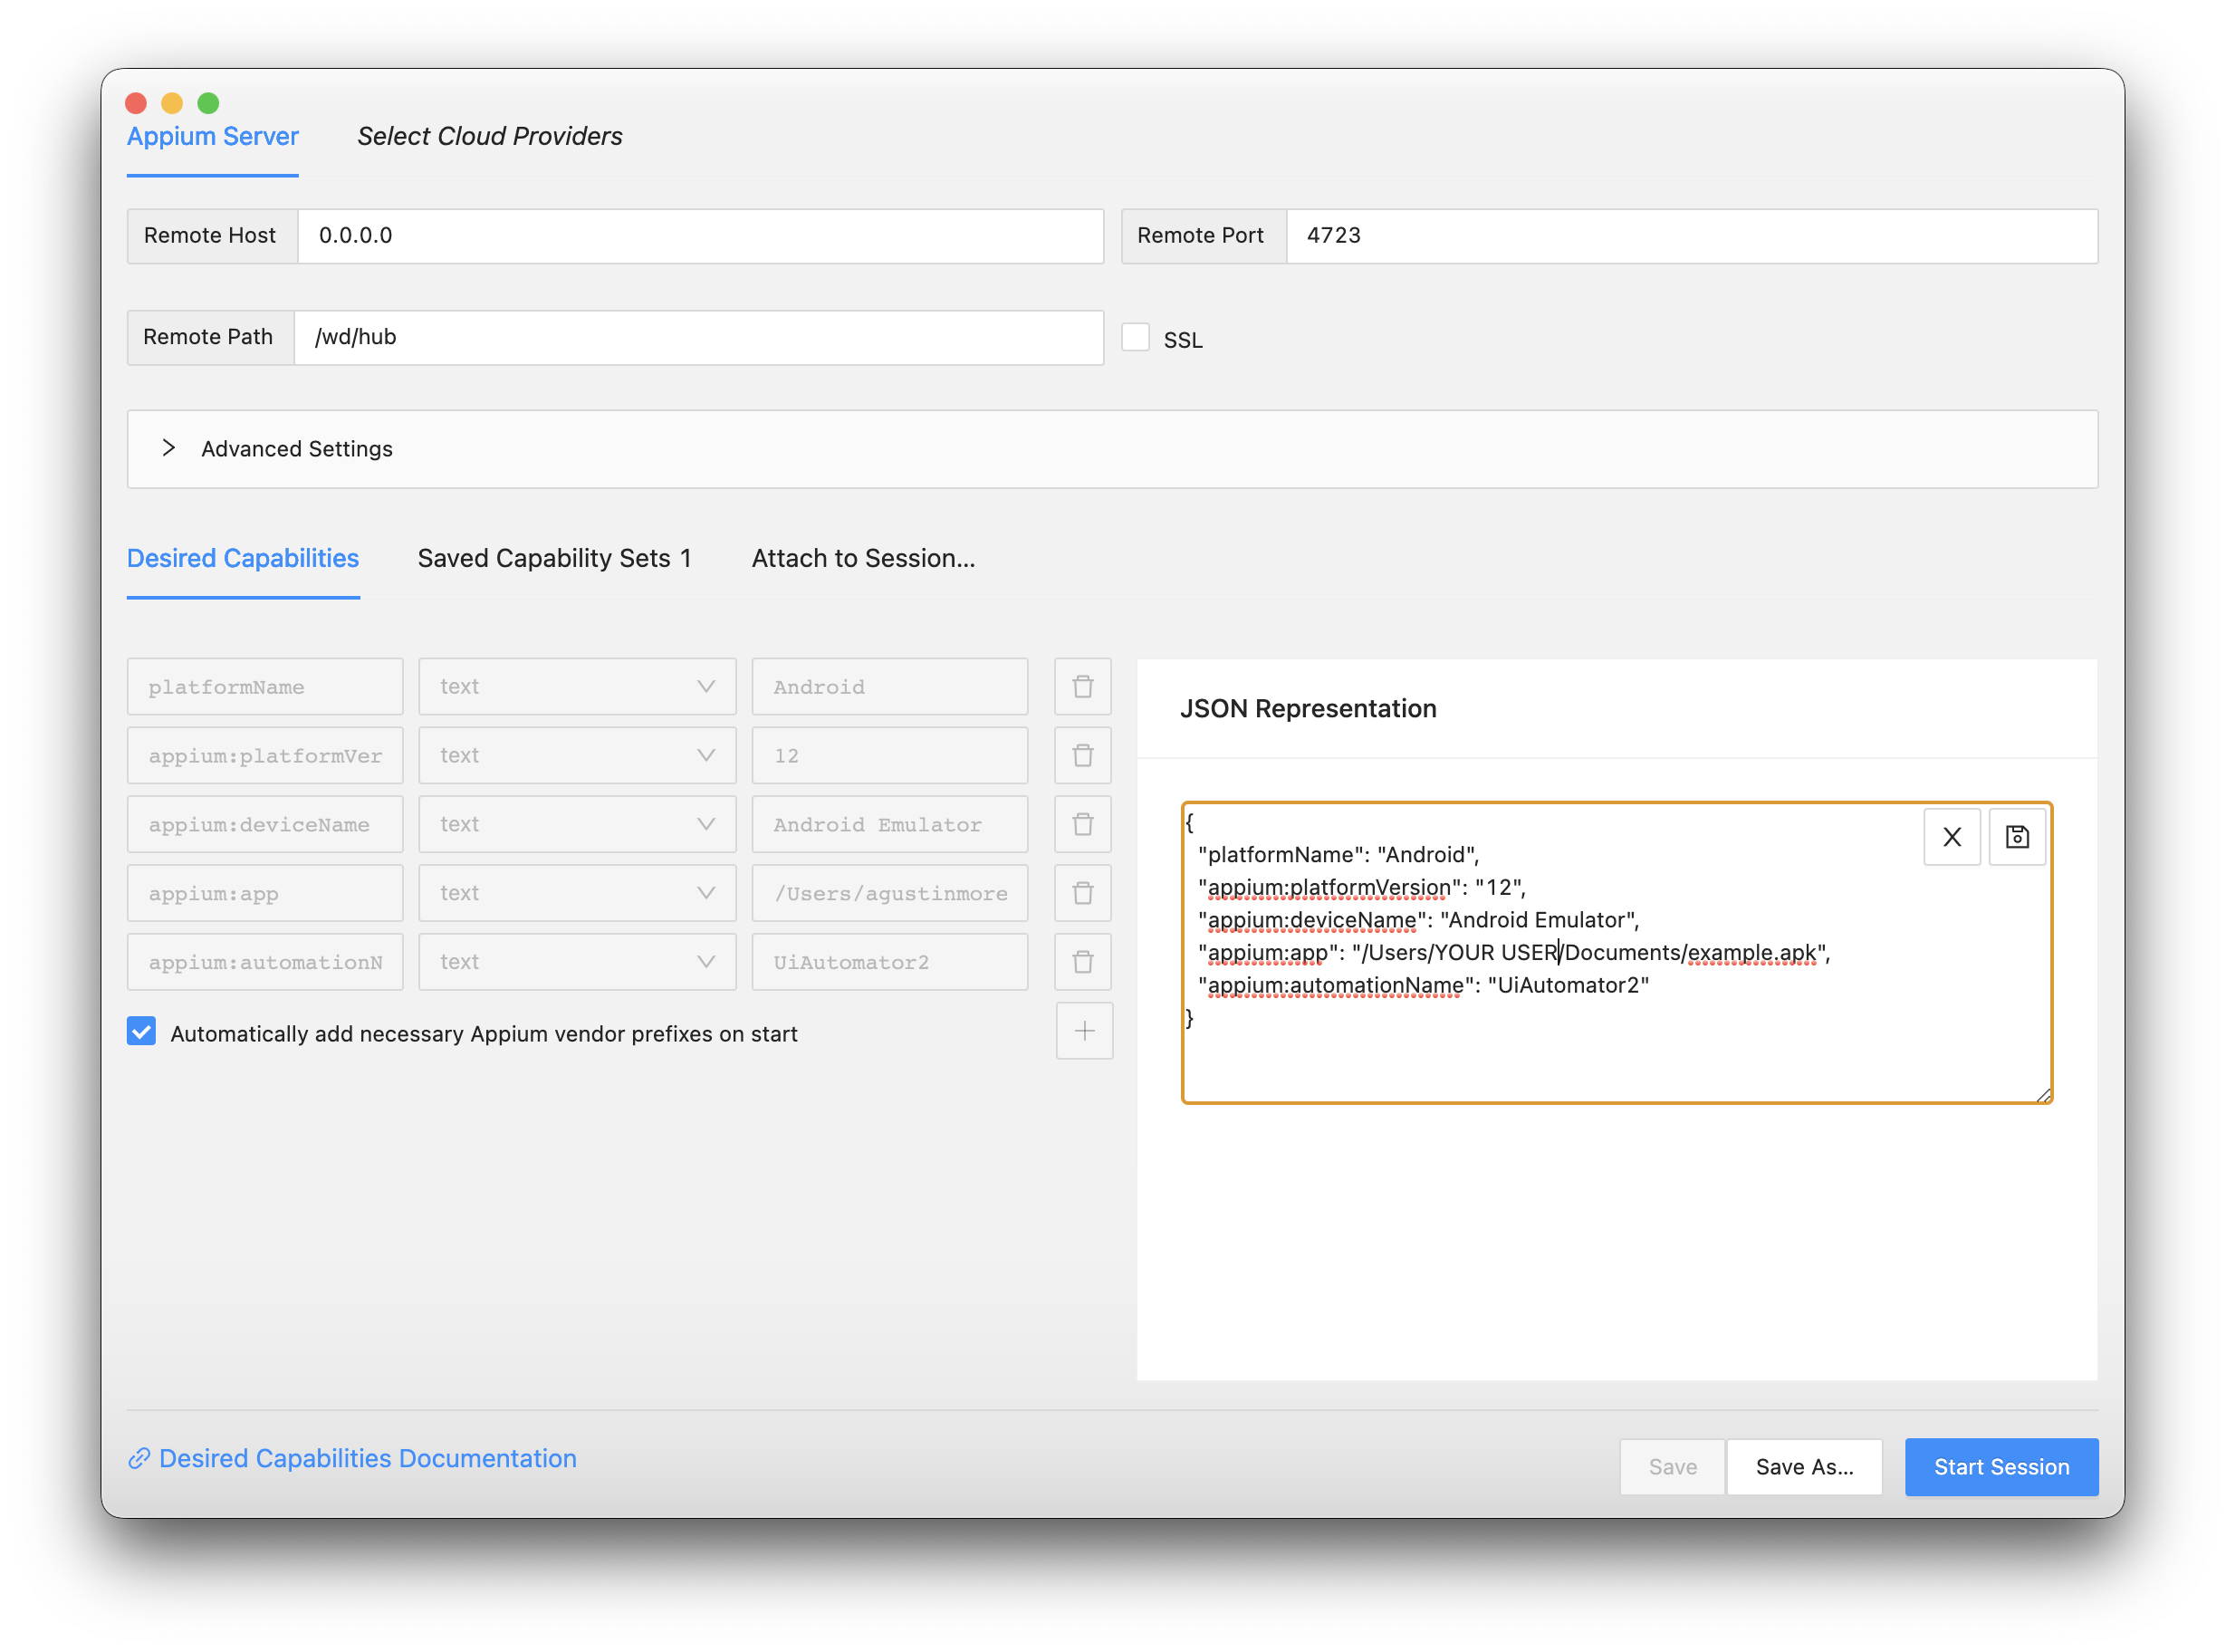 Appium Server
Select Cloud Providers
Remote Host 0.0.0.0
Remote Port 4723
Remote Path /wd/hub
SSL
Advanced Settings
Desired Capabilities
Saved Capability Sets 1
Attach to Session...
platformName text Android
appium:platformVer text 12
appium:deviceName text Android Emulator
appium:app text /Users/agustinmore
appium:automationN text UiAutomator2
Automatically add necessary Appium vendor prefixes on start
JSON Representation
{
"platformName": "Android",
"appium:platformVersion": "12",
"appium:deviceName": "Android Emulator",
"appium:app": "/Users/YOUR USER/Documents/example.apk",
"appium:automationName": "UiAutomator2"
}
Desired Capabilities Documentation
Save
Save As...
Start Session